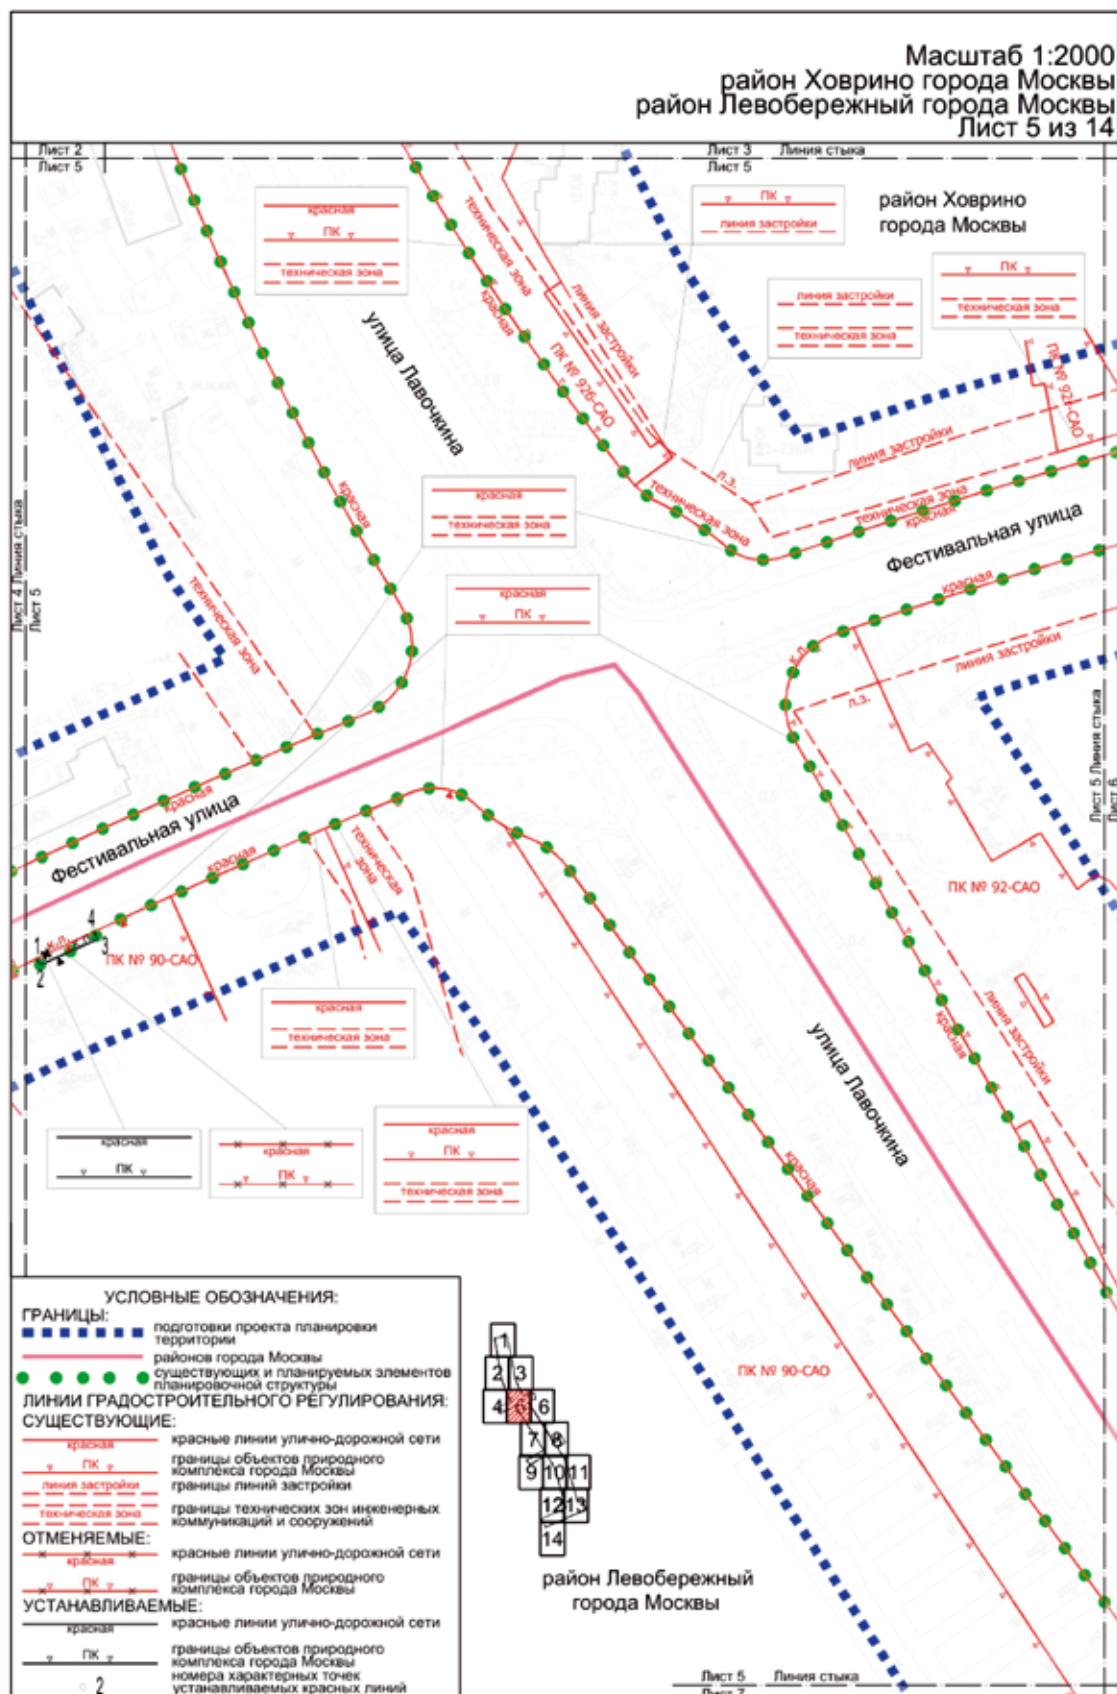 Масштаб 1:2000
район Ховрино города Москвы
район Левобережный города Москвы
Лист 5 из 14
Лист 2
Лист 5
Лист 3 Линия стыка
Лист 5
район Ховрино
города Москвы
красная
ПК
техническая зона
ПК
линия застройки
линия застройки
техническая зона
ПК
техническая зона
техническая зона
красная
линия застройки
ПК № 92б-САО
улица Лавочкина
ПК № 92г-САО
линия застройки
л.з.
техническая зона
техническая зона
красная
Фестивальная улица
красная
красная
техническая зона
Лист 4 Линия стыка
Лист 5
техническая зона
красная
ПК
красная
линия застройки
к.л.
л.з.
Лист 5 Линия стыка
Лист 6
красная
Фестивальная улица
красная
техническая зона
ПК № 92-САО
1
2
3
4
к.л.
ПК № 90-САО
красная
техническая зона
линия застройки
красная
улица Лавочкина
красная
ПК
красная
ПК
красная
ПК
техническая зона
красная
ПК № 90-САО
УСЛОВНЫЕ ОБОЗНАЧЕНИЯ:
ГРАНИЦЫ:
подготовки проекта планировки
территории
районов города Москвы
существующих и планируемых элементов
планировочной структуры
ЛИНИИ ГРАДОСТРОИТЕЛЬНОГО РЕГУЛИРОВАНИЯ:
СУЩЕСТВУЮЩИЕ:
красная
красные линии улично-дорожной сети
ПК
границы объектов природного
комплекса города Москвы
линия застройки
границы линий застройки
техническая зона
границы технических зон инженерных
коммуникаций и сооружений
ОТМЕНЯЕМЫЕ:
красная
красные линии улично-дорожной сети
ПК
границы объектов природного
комплекса города Москвы
УСТАНАВЛИВАЕМЫЕ:
красная
красные линии улично-дорожной сети
ПК
границы объектов природного
комплекса города Москвы
2
номера характерных точек
устанавливаемых красных линий
1
2 3
4 5 6
7 8
9 10 11
12 13
14
район Левобережный
города Москвы
Лист 5 Линия стыка
Лист 7